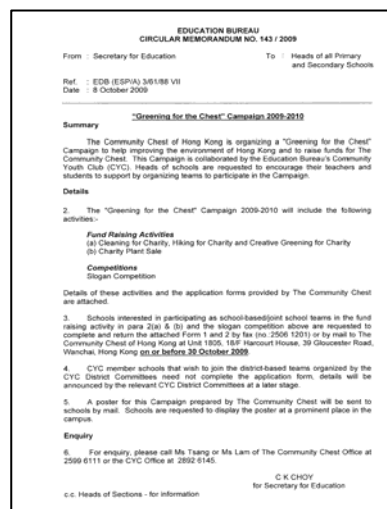 EDUCATION BUREAU
CIRCULAR MEMORANDUM NO. 143 / 2009
From : Secretary for Education To : Heads of all Primary
and Secondary Schools
Ref. : EDB (ESP/A) 3/61/88 VII
Date : 8 October 2009
"Greening for the Chest" Campaign 2009-2010
Summary
The Community Chest of Hong Kong is organizing a "Greening for the Chest"
Campaign to help improving the environment of Hong Kong and to raise funds for The
Community Chest. This Campaign is collaborated by the Education Bureau's Community
Youth Club (CYC). Heads of schools are requested to encourage their teachers and
students to support by organizing teams to participate in the Campaign.
Details
2. The "Greening for the Chest" Campaign 2009-2010 will include the following
activities:-
Fund Raising Activities
(a) Cleaning for Charity, Hiking for Charity and Creative Greening for Charity
(b) Charity Plant Sale
Competitions
Slogan Competition
Details of these activities and the application forms provided by The Community Chest
are attached.
3. Schools interested in participating as school-based/joint school teams in the fund
raising activity in para 2(a) & (b) and the slogan competition above are requested to
complete and return the attached Form 1 and 2 by fax (no. 2506 1201) or by mail to The
Community Chest of Hong Kong at Unit 1805, 18/F Harcourt House, 39 Gloucester Road,
Wanchai, Hong Kong on or before 30 October 2009.
4. CYC member schools that wish to join the district-based teams organized by the
CYC District Committees need not complete the application form, details will be
announced by the relevant CYC District Committees at a later stage.
5. A poster for this Campaign prepared by The Community Chest will be sent to
schools by mail. Schools are requested to display the poster at a prominent place in the
campus.
Enquiry
6. For enquiry, please call Ms Tsang or Ms Lam of The Community Chest Office at
2599 6111 or the CYC Office at 2892 6145.
C K CHOY
for Secretary for Education
c.c. Heads of Sections - for information